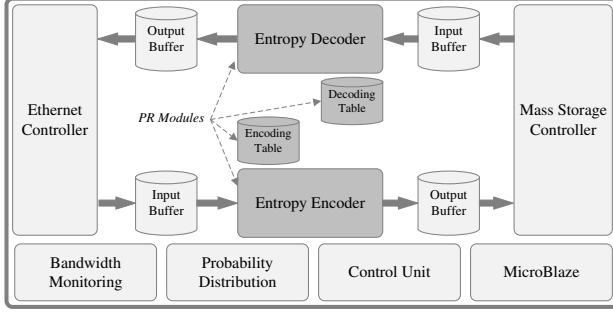 Output
Buffer
Entropy Decoder
Input
Buffer
Ethernet
Controller
PR Modules
Decoding
Table
Encoding
Table
Mass Storage
Controller
Input
Buffer
Entropy Encoder
Output
Buffer
Bandwidth
Monitoring
Probability
Distribution
Control Unit
MicroBlaze